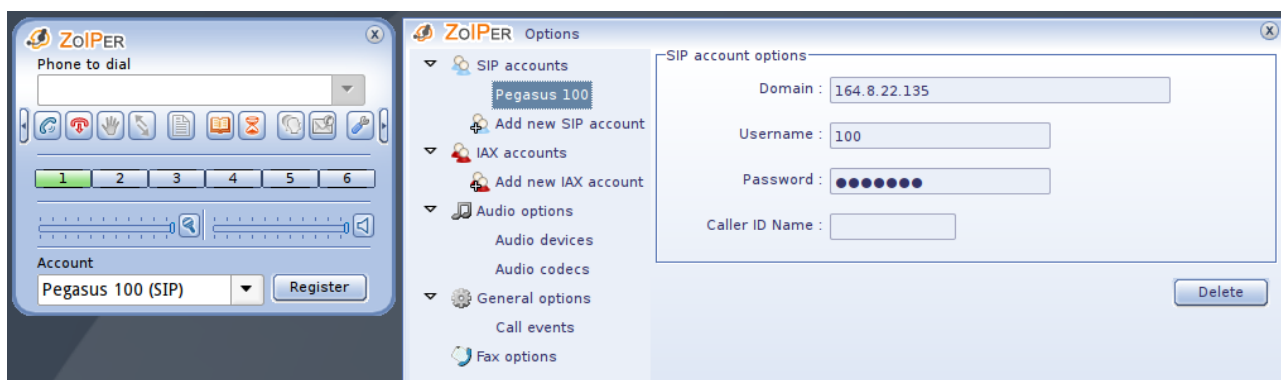 ZoIPER
Phone to dial
1 2 3 4 5 6
Account
Pegasus 100 (SIP)
Register
ZoIPER Options
SIP accounts
Pegasus 100
Add new SIP account
IAX accounts
Add new IAX account
Audio options
Audio devices
Audio codecs
General options
Call events
Fax options
SIP account options
Domain : 164.8.22.135
Username : 100
Password : ●●●●●●●
Caller ID Name :
Delete